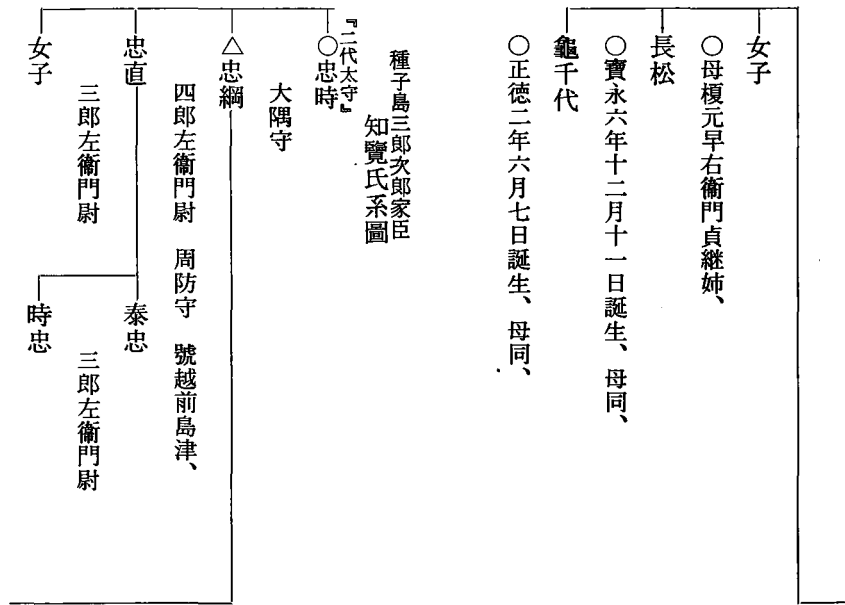 女子
○母榎元早右衞門貞継姉、
長松
○寶永六年十二月十一日誕生、母同、
龜千代
○正徳二年六月七日誕生、母同、
種子島三郎次郎家臣
知覽氏系圖
『二代太守』
○忠時
大隅守
△忠綱
四郎左衞門尉　周防守　號越前島津、
忠直
三郎左衞門尉
泰忠
三郎左衞門尉
時忠
女子